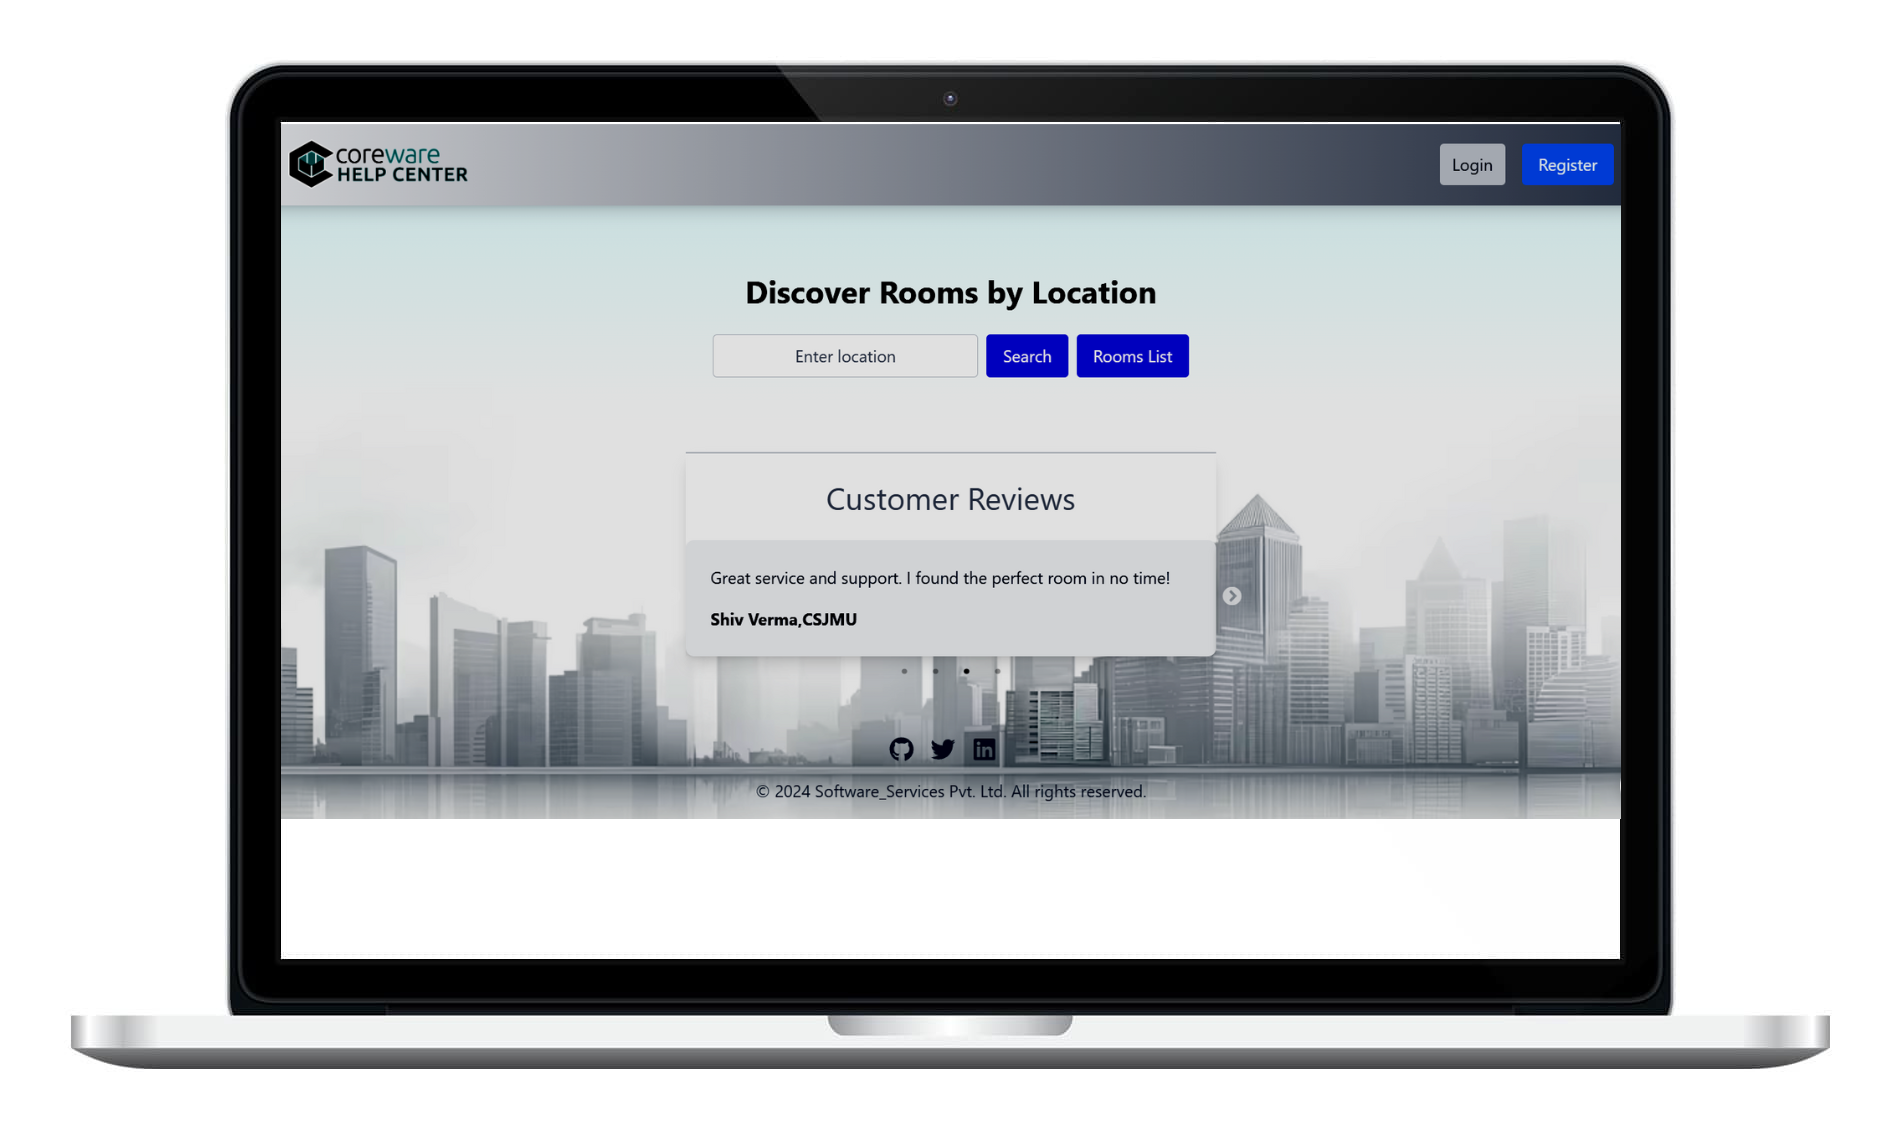 coreware
HELP CENTER
Login
Register
Discover Rooms by Location
Enter location
Search
Rooms List
Customer Reviews
Great service and support. I found the perfect room in no time!
Shiv Verma,CSJMU
in
© 2024 Software_Services Pvt. Ltd. All rights reserved.